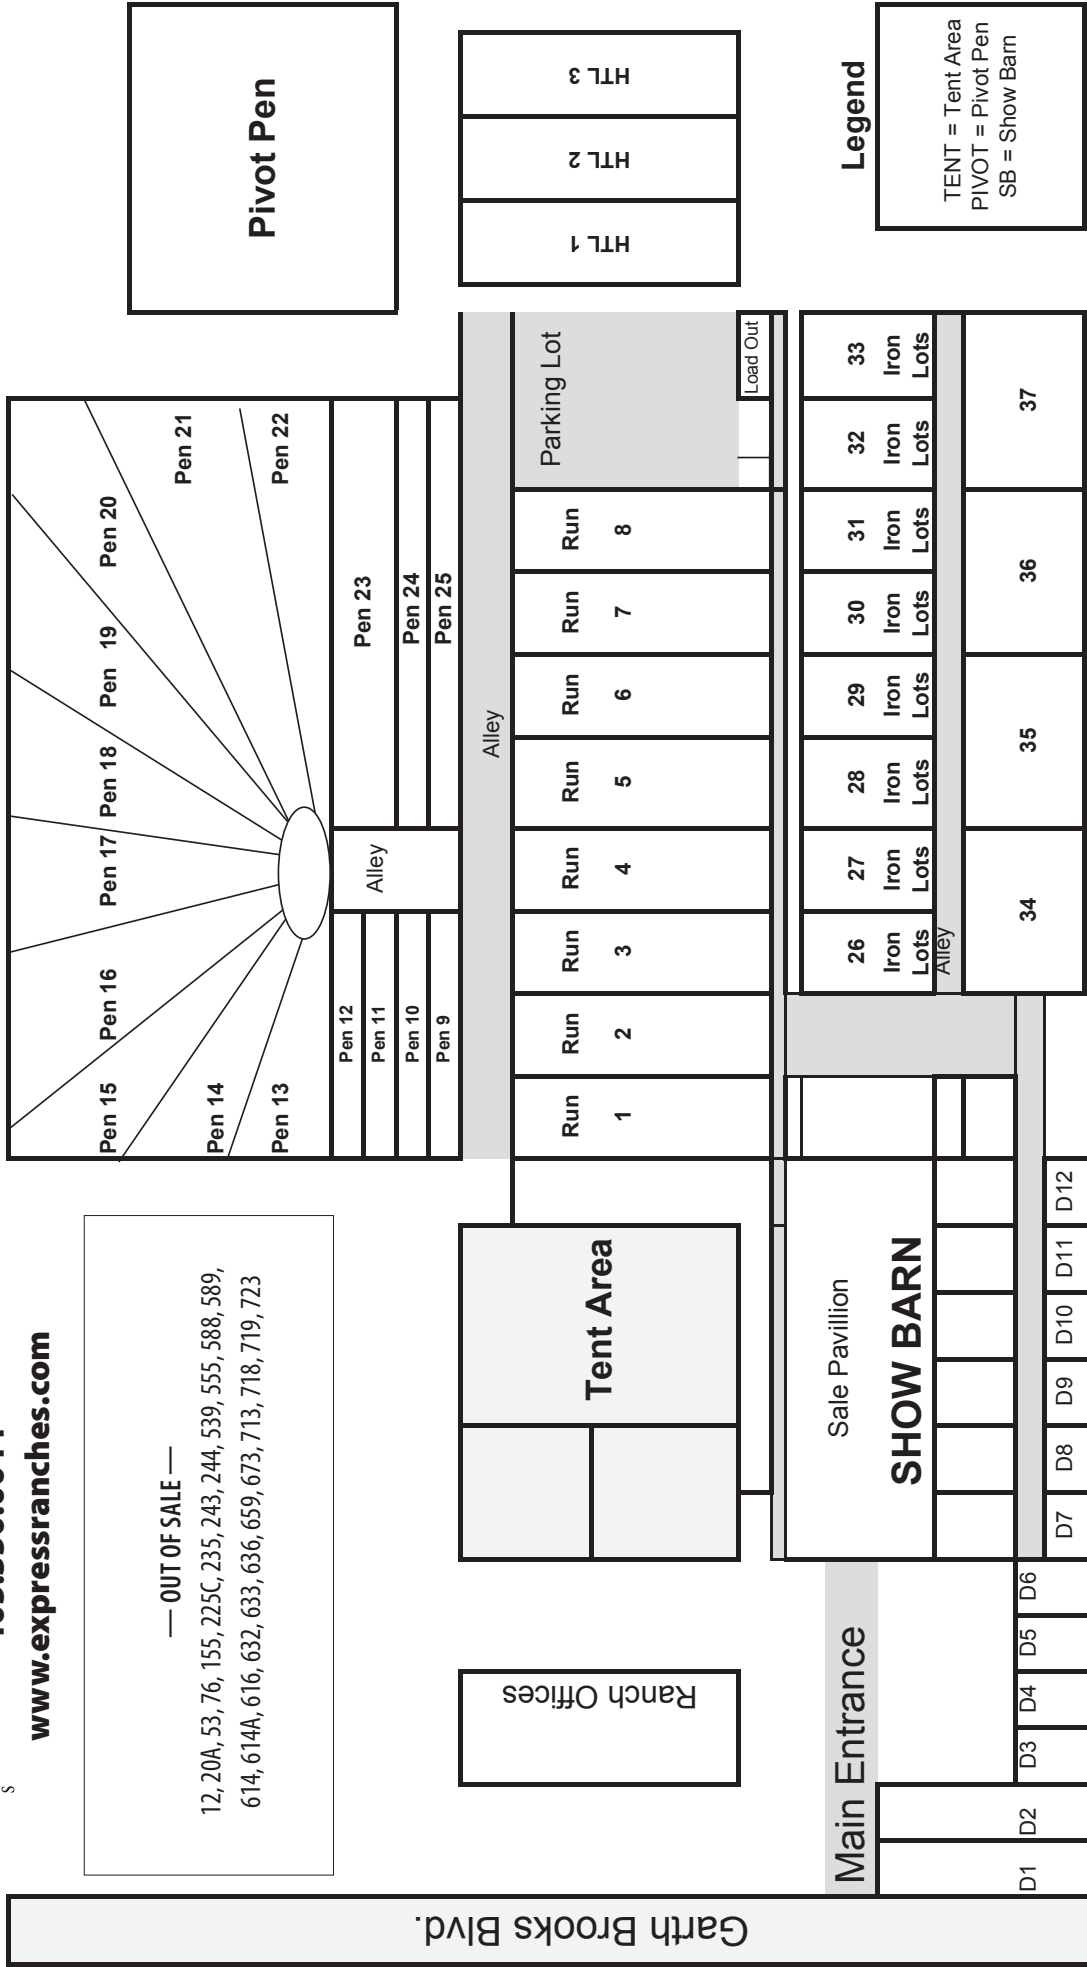 s
www.expressranches.com
— OUT OF SALE —
12, 20A, 53, 76, 155, 225C, 235, 243, 244, 539, 555, 588, 589,
614, 614A, 616, 632, 633, 636, 659, 673, 713, 718, 719, 723
Pen 15
Pen 16
Pen 17
Pen 18
Pen 19
Pen 20
Pen 21
Pen 14
Pen 13
Pen 22
Pen 12
Pen 11
Pen 10
Pen 9
Alley
Pen 23
Pen 24
Pen 25
Pivot Pen
Alley
Garth Brooks Blvd.
Ranch Offices
Tent Area
Run
1
Run
2
Run
3
Run
4
Run
5
Run
6
Run
7
Run
8
Parking Lot
Load Out
HTL 1
HTL 2
HTL 3
Main Entrance
Sale Pavillion
SHOW BARN
26
Iron
Lots
27
Iron
Lots
28
Iron
Lots
29
Iron
Lots
30
Iron
Lots
31
Iron
Lots
32
Iron
Lots
33
Iron
Lots
Alley
34
35
36
37
Legend
TENT = Tent Area
PIVOT = Pivot Pen
SB = Show Barn
D1
D2
D3
D4
D5
D6
D7
D8
D9
D10
D11
D12